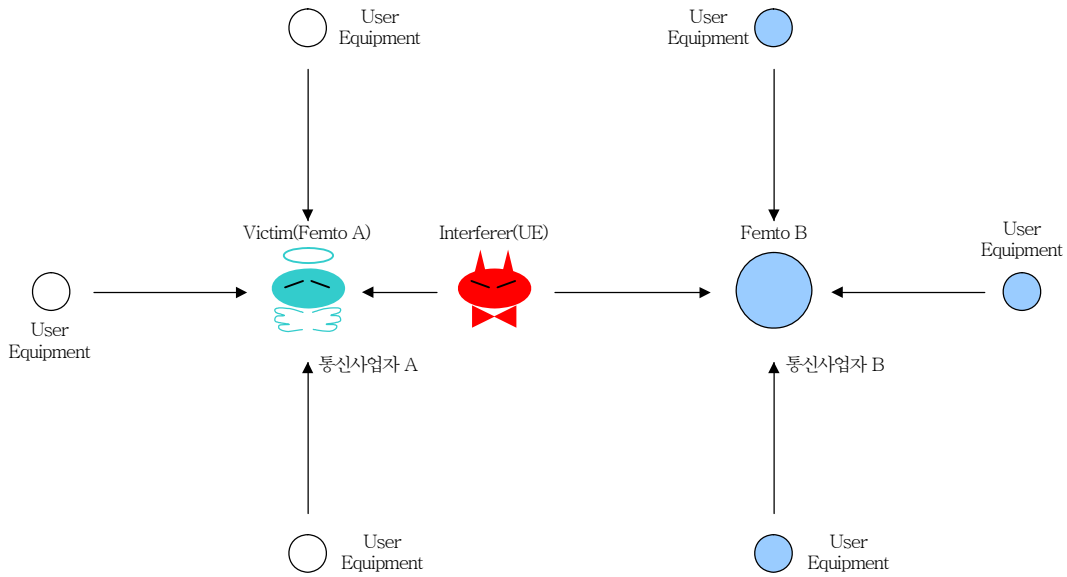 User
Equipment
User
Equipment
Victim(Femto A)
Interferer(UE)
Femto B
User
Equipment
User
Equipment
통신사업자 A
통신사업자 B
User
Equipment
User
Equipment